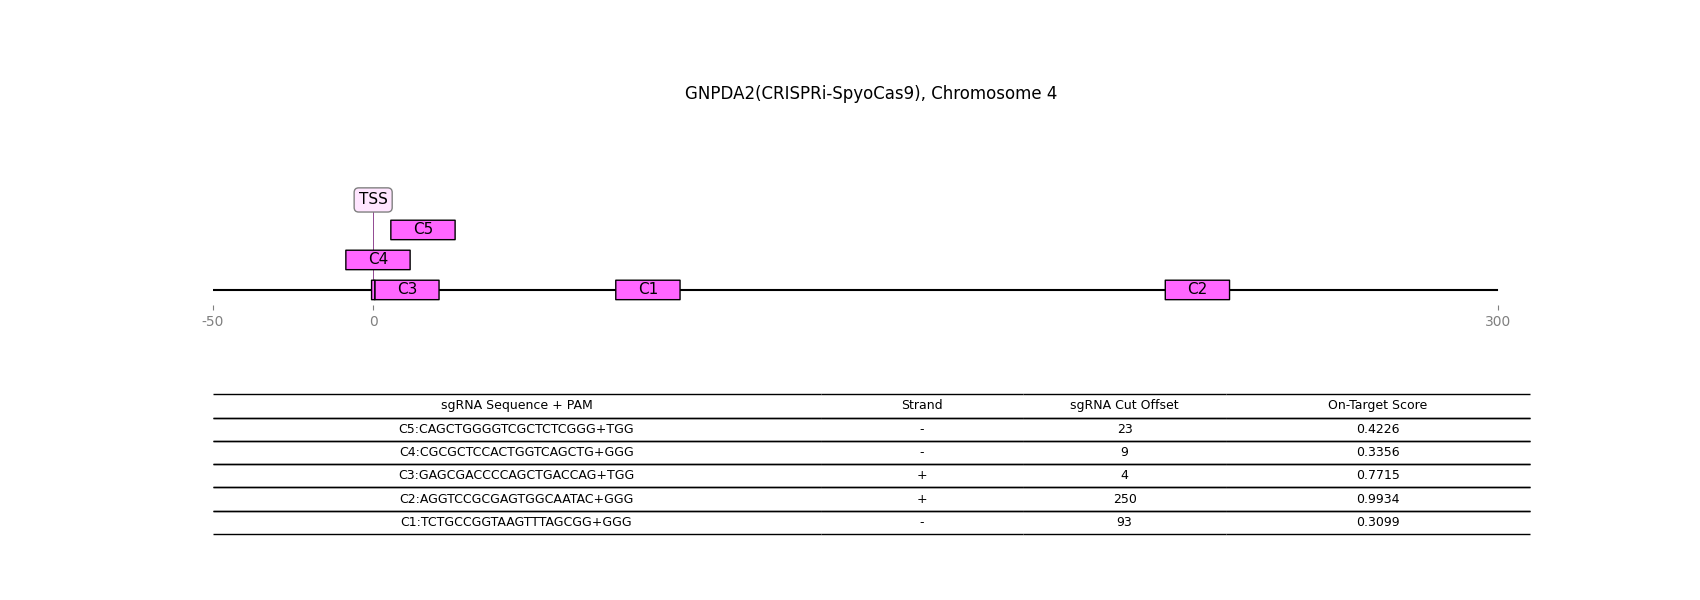 GNPDA2(CRISPRi-SpyoCas9), Chromosome 4
TSS
C5
C4
C3 C1 C2
-50 0 300
sgRNA Sequence + PAM Strand sgRNA Cut Offset On-Target Score
C5:CAGCTGGGGTCGCTCTCGGG+TGG - 23 0.4226
C4:CGCGCTCCACTGGTCAGCTG+GGG - 9 0.3356
C3:GAGCGACCCCAGCTGACCAG+TGG + 4 0.7715
C2:AGGTCCGCGAGTGGCAATAC+GGG + 250 0.9934
C1:TCTGCCGGTAAGTTTAGCGG+GGG - 93 0.3099